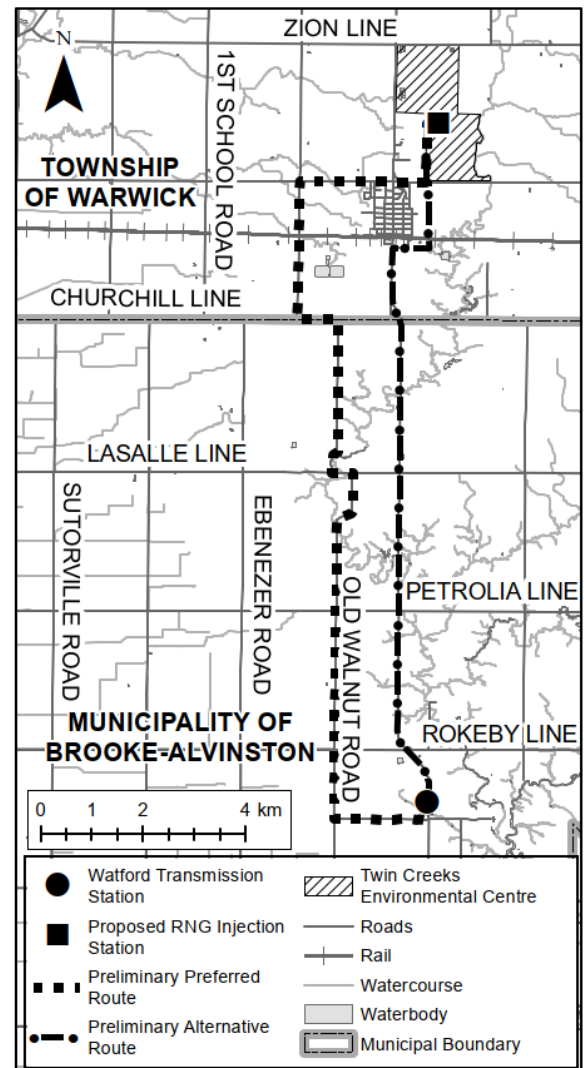 ZION LINE
N
1ST SCHOOL ROAD
TOWNSHIP
OF WARWICK
CHURCHILL LINE
LASALLE LINE
SUTORVILLE ROAD
EBENEZER ROAD
OLD WALNUT ROAD
PETROLIA LINE
MUNICIPALITY OF
BROOKE-ALVINSTON
ROKEBY LINE
0 1 2 4 km
Watford Transmission
Station
Proposed RNG Injection
Station
Preliminary Preferred
Route
Preliminary Alternative
Route
Twin Creeks
Environmental Centre
Roads
Rail
Watercourse
Waterbody
Municipal Boundary